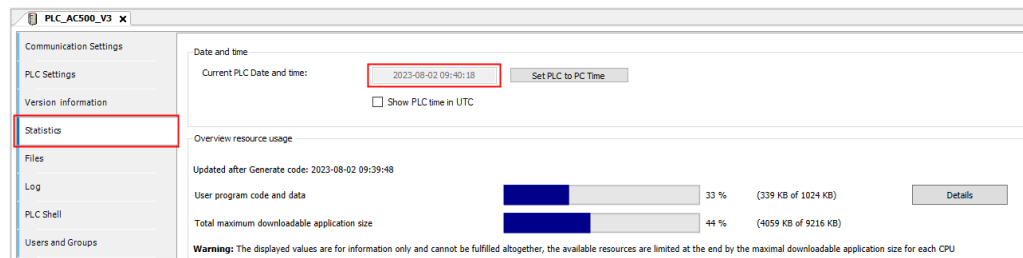 PLC_AC500_V3 x
Communication Settings
PLC Settings
Version information
Statistics
Files
Log
PLC Shell
Users and Groups
Date and time
Current PLC Date and time: 2023-08-02 09:40:18 Set PLC to PC Time
Show PLC time in UTC
Overview resource usage
Updated after Generate code: 2023-08-02 09:39:48
User program code and data 33 % (339 KB of 1024 KB) Details
Total maximum downloadable application size 44 % (4059 KB of 9216 KB)
Warning: The displayed values are for information only and cannot be fulfilled altogether, the available resources are limited at the end by the maximal downloadable application size for each CPU